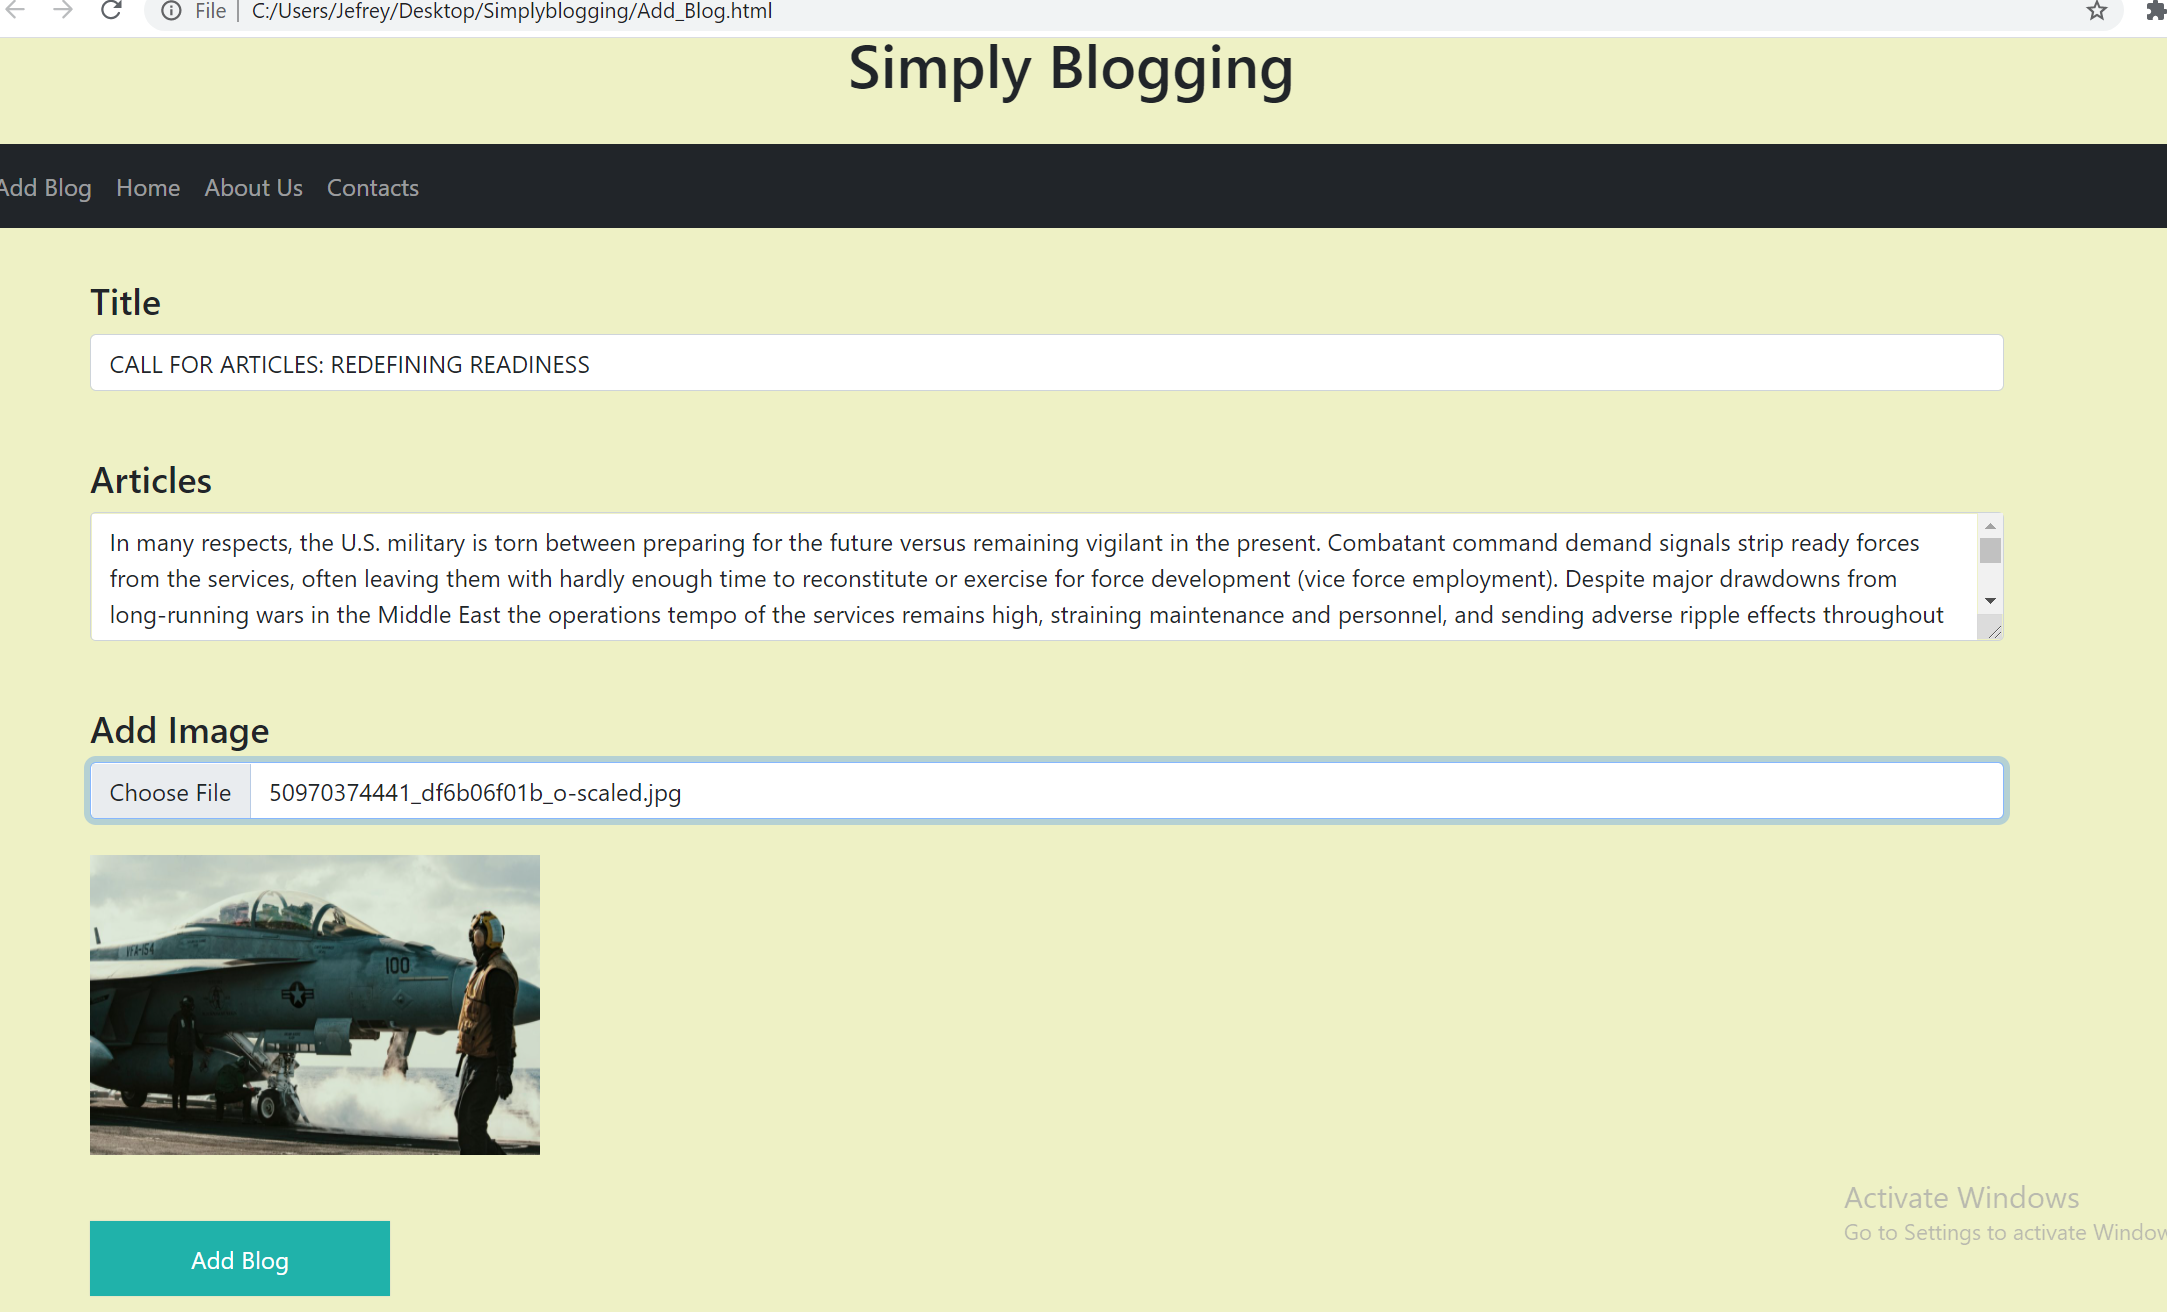 File | C:/Users/Jefrey/Desktop/Simplyblogging/Add_Blog.html
Simply Blogging
Add Blog Home About Us Contacts
Title
CALL FOR ARTICLES: REDEFINING READINESS
Articles
In many respects, the U.S. military is torn between preparing for the future versus remaining vigilant in the present. Combatant command demand signals strip ready forces
from the services, often leaving them with hardly enough time to reconstitute or exercise for force development (vice force employment). Despite major drawdowns from
long-running wars in the Middle East the operations tempo of the services remains high, straining maintenance and personnel, and sending adverse ripple effects throughout
Add Image
Choose File 50970374441_df6b06f01b_o-scaled.jpg
VFA-154
100
Activate Windows
Go to Settings to activate Window
Add Blog